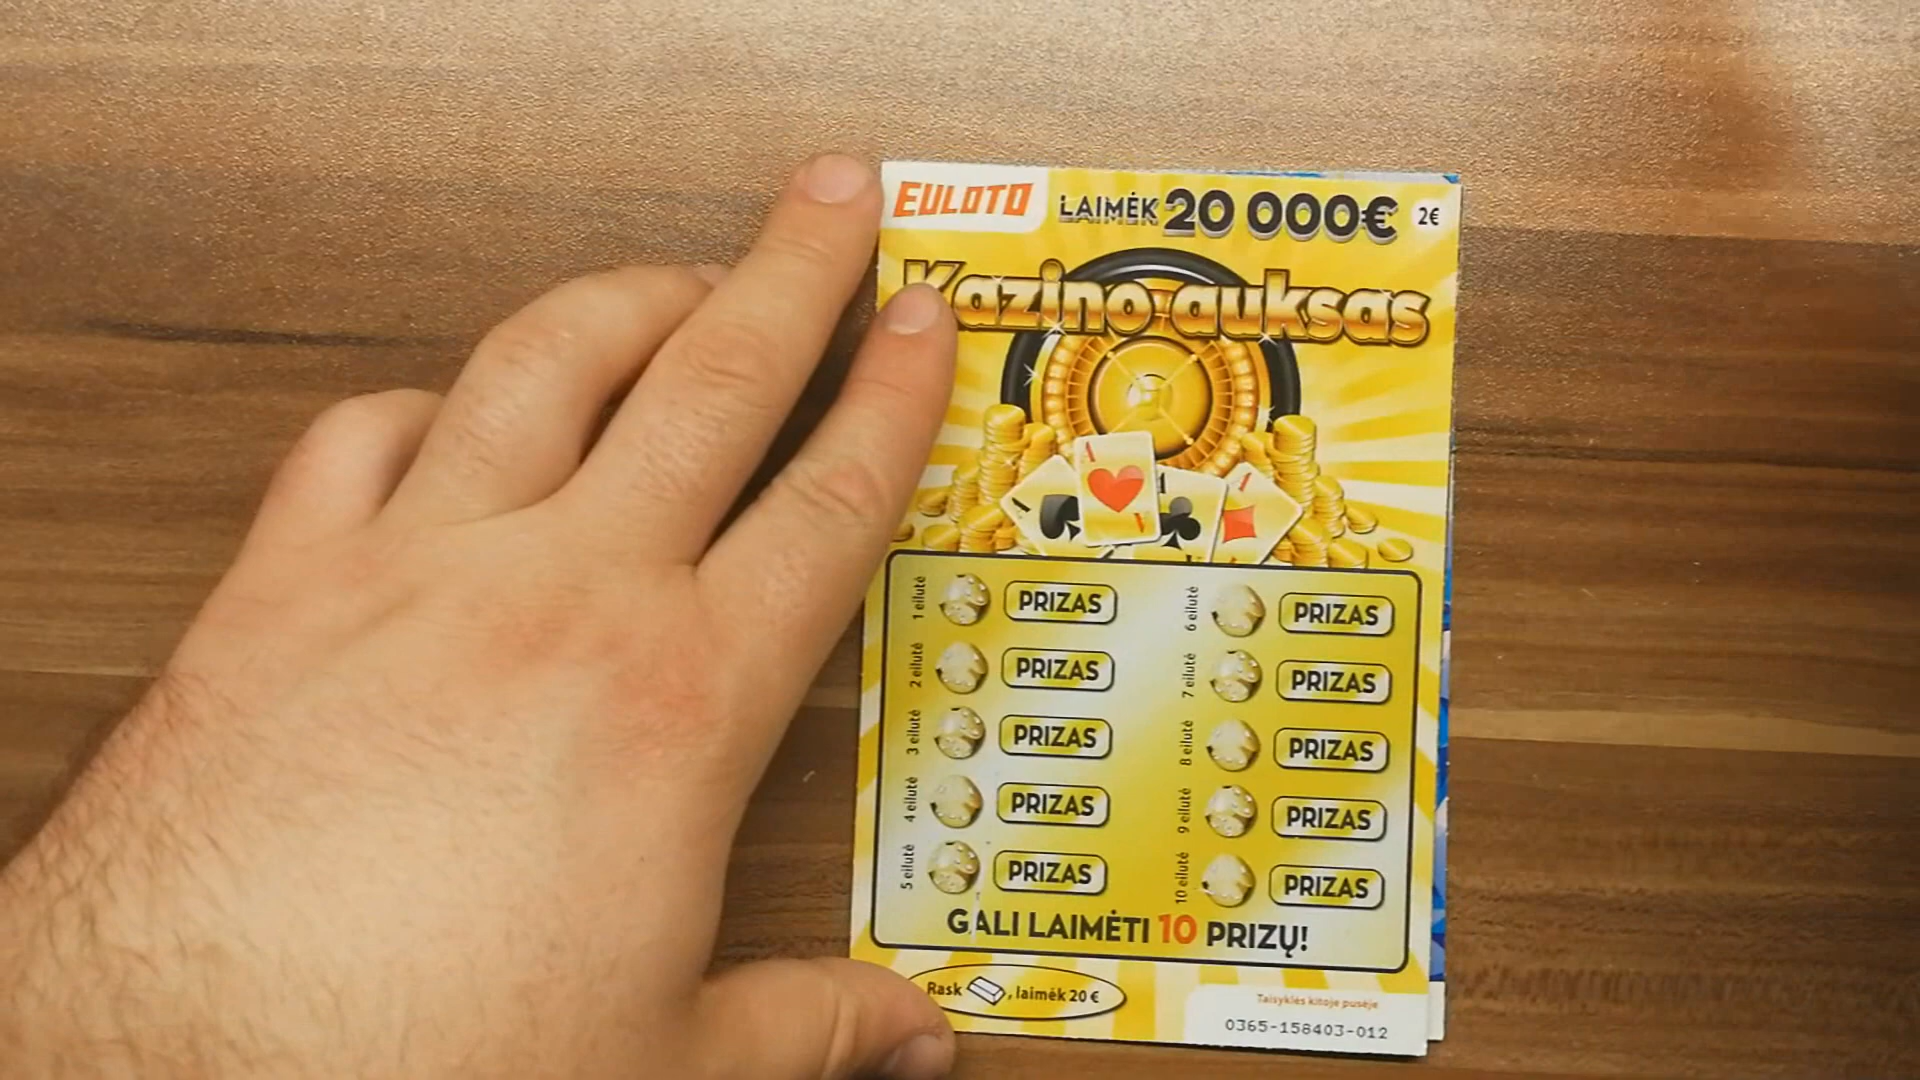 EULOTO
LAIMĖK 20 000€
2€
Kazino auksas
1 eilutė PRIZAS
2 eilutė PRIZAS
3 eilutė PRIZAS
4 eilutė PRIZAS
5 eilutė PRIZAS
6 eilutė PRIZAS
7 eilutė PRIZAS
8 eilutė PRIZAS
9 eilutė PRIZAS
10 eilutė PRIZAS
GALI LAIMĖTI 10 PRIZŲ!
Rask , laimėk 20 €
Taisyklės kitoje pusėje
0365-158403-012